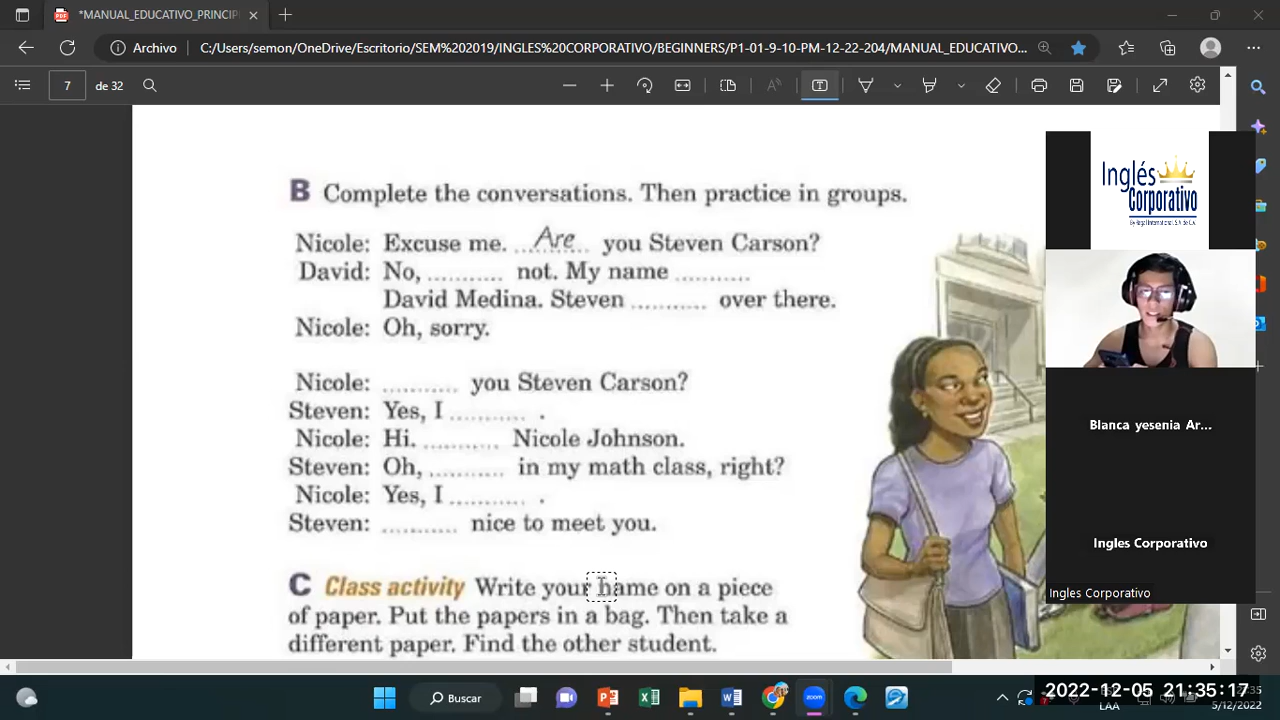 *MANUAL_EDUCATIVO_PRINCIPI
Archivo
C:/Users/semon/OneDrive/Escritorio/SEM%202019/INGLES%20CORPORATIVO/BEGINNERS/P1-01-9-10-PM-12-22-204/MANUAL_EDUCATIVO...
7 de 32
B Complete the conversations. Then practice in groups.
Nicole: Excuse me. ...Are... you Steven Carson?
David: No, ........... not. My name ...........
David Medina. Steven ........... over there.
Nicole: Oh, sorry.
Nicole: ........... you Steven Carson?
Steven: Yes, I ........... .
Nicole: Hi. ........... Nicole Johnson.
Steven: Oh, ........... in my math class, right?
Nicole: Yes, I ........... .
Steven: ........... nice to meet you.
C Class activity Write your name on a piece
of paper. Put the papers in a bag. Then take a
different paper. Find the other student.
Inglés
Corporativo
Blanca yesenia Ar...
Ingles Corporativo
Ingles Corporativo
Buscar
LAA
2022-12-05 21:35:17
5/12/2022